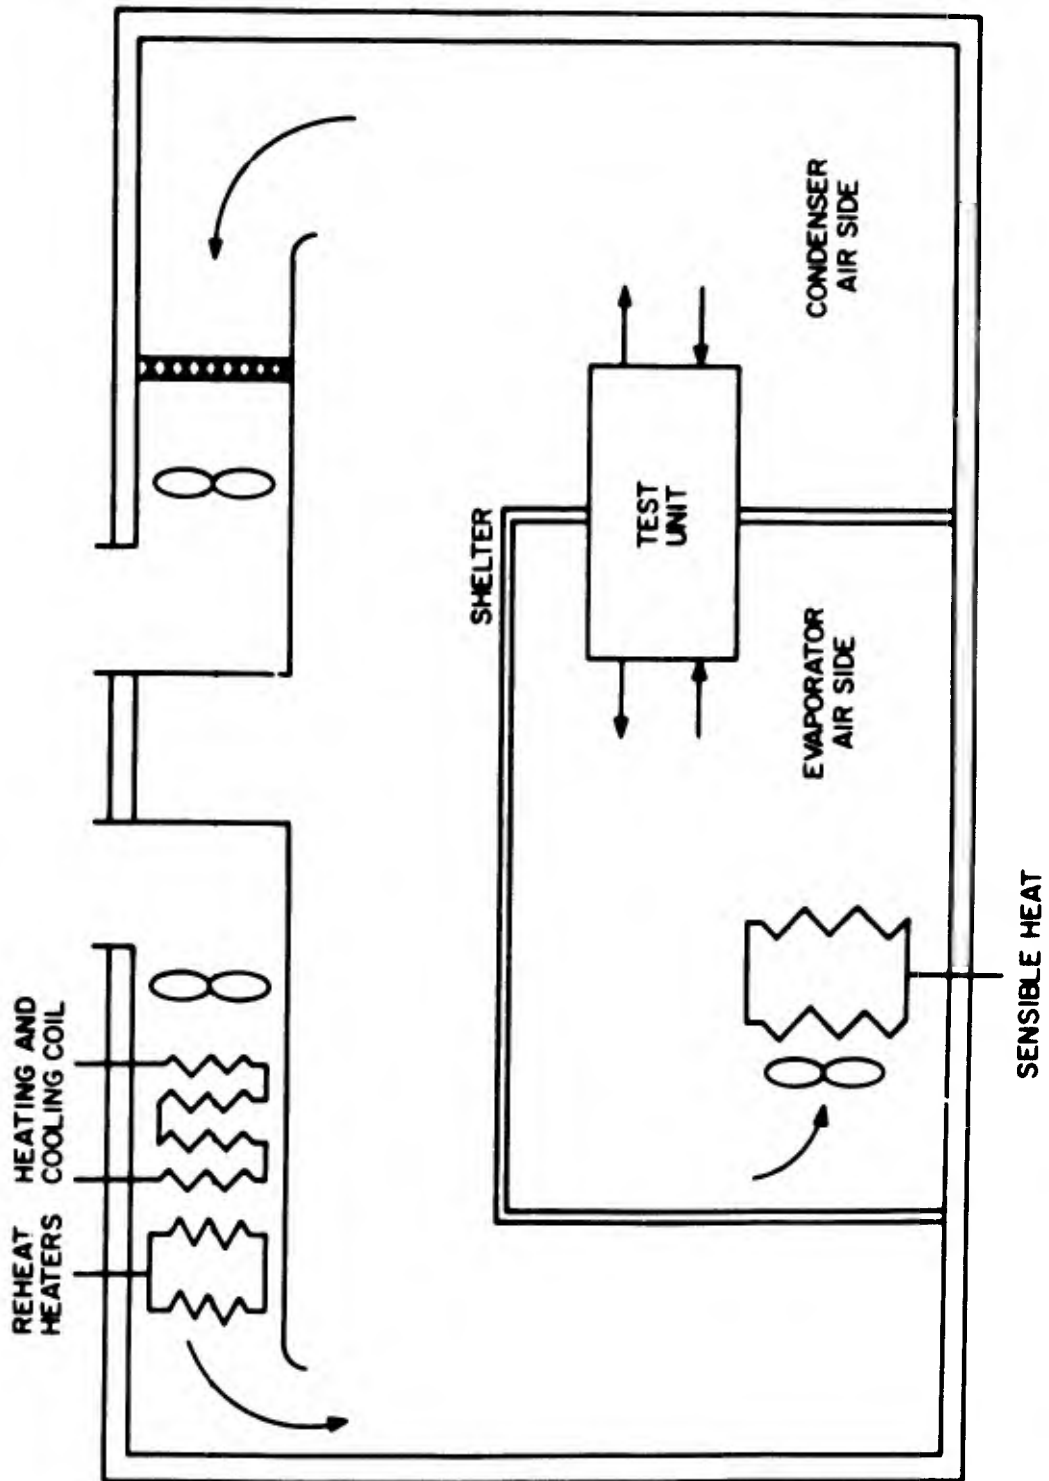 REHEAT
HEATERS
HEATING AND
COOLING COIL
SHELTER
TEST
UNIT
CONDENSER
AIR SIDE
EVAPORATOR
AIR SIDE
SENSIBLE HEAT